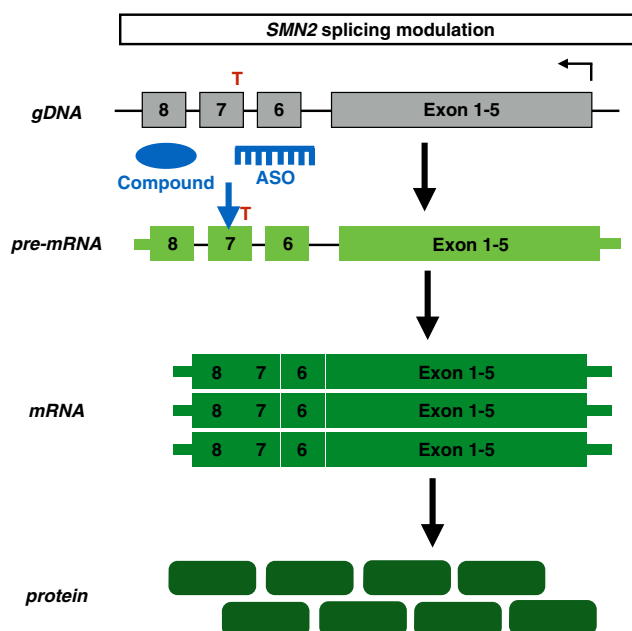 SMN2 splicing modulation
T
gDNA 8 7 6 Exon 1-5
Compound ASO
T
pre-mRNA 8 7 6 Exon 1-5
8 7 6 Exon 1-5
mRNA 8 7 6 Exon 1-5
8 7 6 Exon 1-5
protein